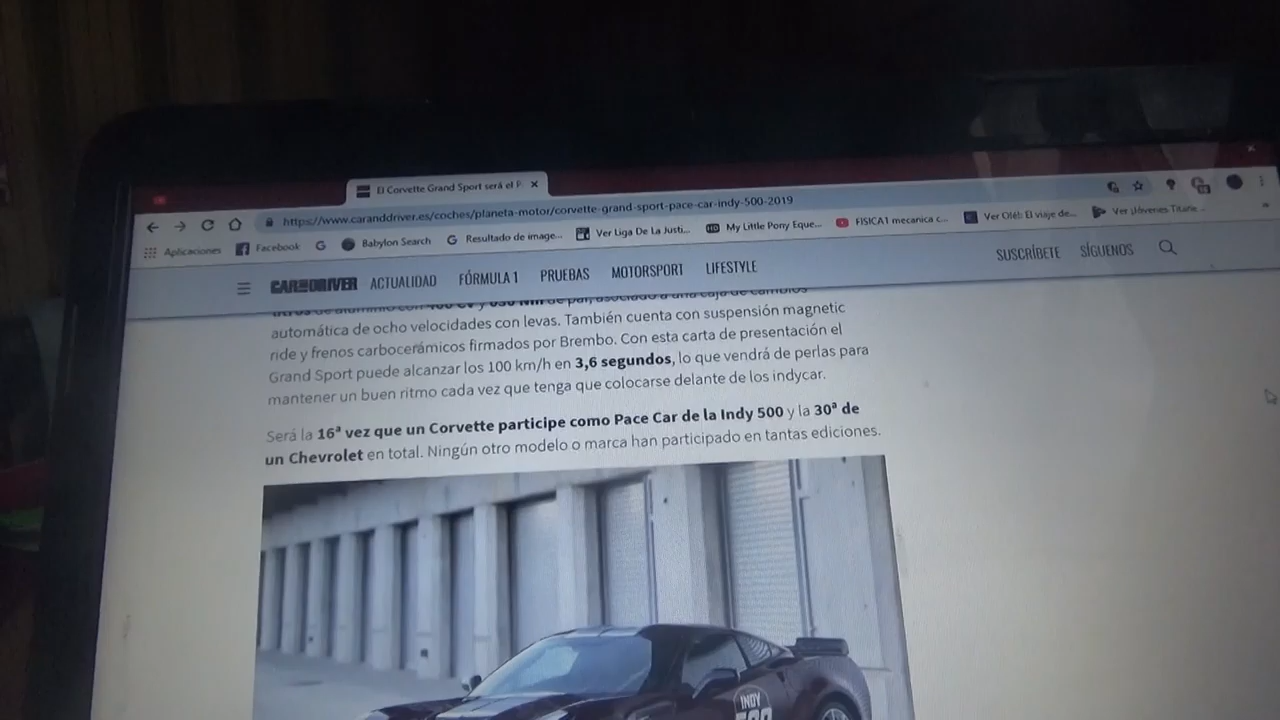 El Corvette Grand Sport será el P
https://www.caranddriver.es/coches/planeta-motor/corvette-grand-sport-pace-car-indy-500-2019
Aplicaciones Facebook Babylon Search Resultado de image... Ver Liga De La Justi... My Little Pony Eque... FISICA1 mecanica c... Ver Olé!: El viaje de... Ver ¡Jóvenes Titane...
CAR AND DRIVER ACTUALIDAD FÓRMULA 1 PRUEBAS MOTORSPORT LIFESTYLE SUSCRÍBETE SÍGUENOS
automática de ocho velocidades con levas. También cuenta con suspensión magnetic
ride y frenos carbocerámicos firmados por Brembo. Con esta carta de presentación el
Grand Sport puede alcanzar los 100 km/h en 3,6 segundos, lo que vendrá de perlas para
mantener un buen ritmo cada vez que tenga que colocarse delante de los indycar.
Será la 16ª vez que un Corvette participe como Pace Car de la Indy 500 y la 30ª de
un Chevrolet en total. Ningún otro modelo o marca han participado en tantas ediciones.
INDY
500